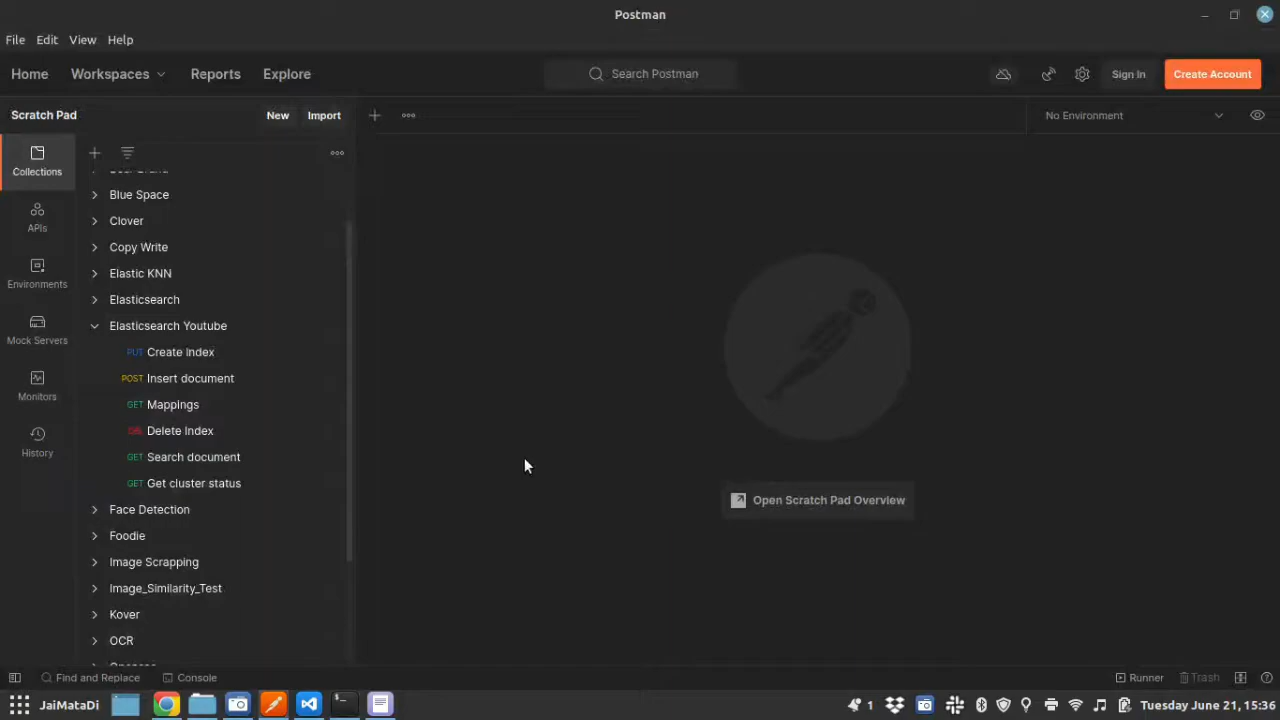 Postman
File Edit View Help
Home Workspaces Reports Explore Search Postman Sign In Create Account
Scratch Pad New Import No Environment
Collections
APIs
Environments
Mock Servers
Monitors
History
Blue Space
Clover
Copy Write
Elastic KNN
Elasticsearch
Elasticsearch Youtube
PUT Create Index
POST Insert document
GET Mappings
DEL Delete Index
GET Search document
GET Get cluster status
Face Detection
Foodie
Image Scrapping
Image_Similarity_Test
Kover
OCR
Open Scratch Pad Overview
Find and Replace Console Runner Trash
JaiMataDi 1 Tuesday June 21, 15:36